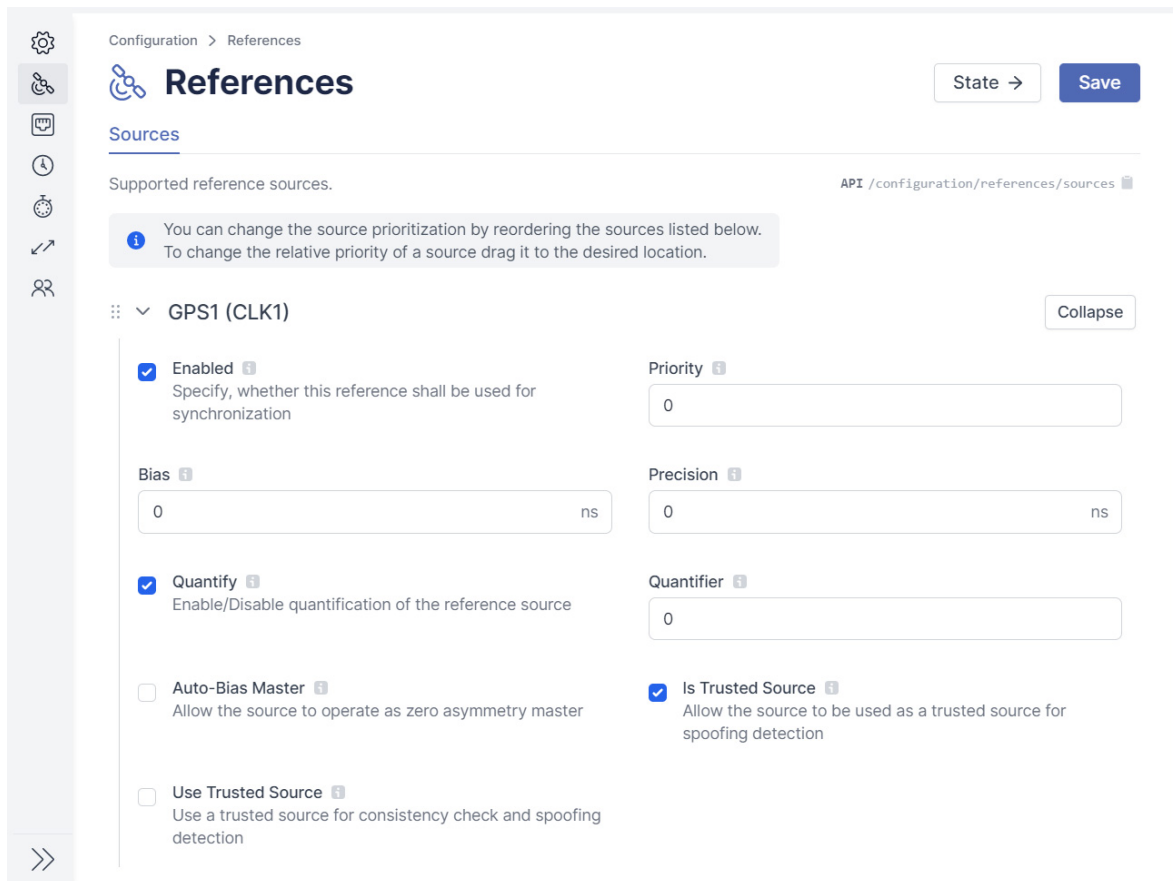 Configuration > References
References
State →
Save
Sources
Supported reference sources.
API /configuration/references/sources
You can change the source prioritization by reordering the sources listed below.
To change the relative priority of a source drag it to the desired location.
GPS1 (CLK1)
Collapse
Enabled
Specify, whether this reference shall be used for
synchronization
Priority
0
Bias
0 ns
Precision
0 ns
Quantify
Enable/Disable quantification of the reference source
Quantifier
0
Auto-Bias Master
Allow the source to operate as zero asymmetry master
Is Trusted Source
Allow the source to be used as a trusted source for
spoofing detection
Use Trusted Source
Use a trusted source for consistency check and spoofing
detection